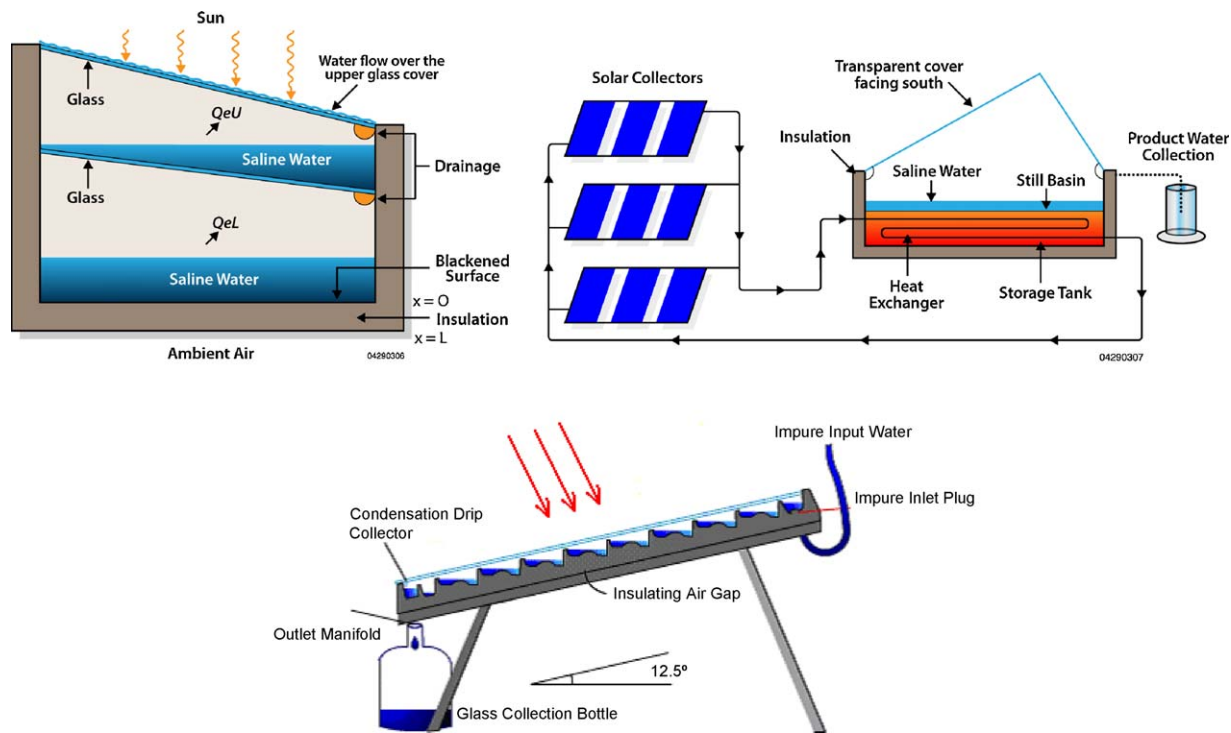 Sun
Water flow over the
upper glass cover
Glass
QeU
Saline Water
Drainage
Glass
QeL
Blackened
Surface
Saline Water
x = O
Insulation
x = L
Ambient Air
04290306
Solar Collectors
Transparent cover
facing south
Insulation
Product Water
Collection
Saline Water
Still Basin
Heat
Exchanger
Storage Tank
04290307
Impure Input Water
Impure Inlet Plug
Condensation Drip
Collector
Insulating Air Gap
Outlet Manifold
12.5º
Glass Collection Bottle